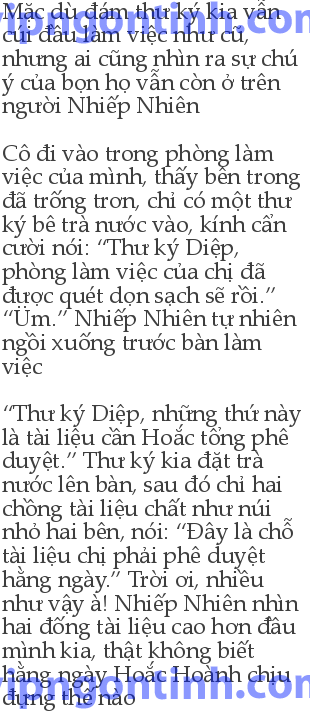 Mặc dù đám thư ký kia vẫn
cúi đầu làm việc như cũ,
nhưng ai cũng nhìn ra sự chú
ý của bọn họ vẫn còn ở trên
người Nhiếp Nhiên
Cô đi vào trong phòng làm
việc của mình, thấy bên trong
đã trống trơn, chỉ có một thư
ký bê trà nước vào, kính cẩn
cười nói: “Thư ký Diệp,
phòng làm việc của chị đã
được quét dọn sạch sẽ rồi.”
“Ừm.” Nhiếp Nhiên tự nhiên
ngồi xuống trước bàn làm
việc
“Thư ký Diệp, những thứ này
là tài liệu cần Hoắc tổng phê
duyệt.” Thư ký kia đặt trà
nước lên bàn, sau đó chỉ hai
chồng tài liệu chất như núi
nhỏ hai bên, nói: “Đây là chỗ
tài liệu chị phải phê duyệt
hằng ngày.” Trời ơi, nhiều
như vậy à! Nhiếp Nhiên nhìn
hai đống tài liệu cao hơn đầu
mình kia, thật không biết
hằng ngày Hoắc Hoành chịu
đựng thế nào
vipngontinh.com
vipngontinh.com